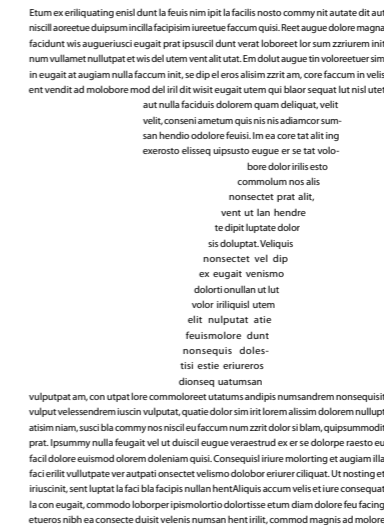 Etum ex eriliquating enisl dunt la feuis nim ipit la facilis nosto commy nit autate dit aut
niscill aoreetue duipsum incilla facipisim iureetue faccum quisi. Reet augue dolore magna
facidunt wis augueriusci eugait prat ipsuscil dunt verat loboreet lor sum zzriurem init
num vullamet nullutpat et wis del utem vent alit utat. Em dolut augue tin voloreetuer sim
in eugait at augiam nulla faccum init, se dip el eros alisim zzrit am, core faccum in velis
ent vendit ad molobore mod del iril dit wisit eugait utem qui blaor sequat lut nisl utet
aut nulla faciduis dolorem quam deliquat, velit
velit, conseni ametum quis nis nis adiamcor sum-
san hendio odolore feuisi. Im ea core tat alit ing
exerosto elisseq uipsusto eugue er se tat volo-
bore dolor irilis esto
commolum nos alis
nonsectet prat alit,
vent ut lan hendre
te dipit luptate dolor
sis doluptat. Veliquis
nonsectet vel dip
ex eugait venismo
dolorti onullan ut lut
volor iriliquisl utem
elit nulputat atie
feuismolore dunt
nonsequis doles-
tisi estie eriureros
dionseq uatumsan
vulputpat am, con utpat lore commoloreet utatums andipis numsandrem nonsequisit
vulput velessendrem iuscin vulputat, quatie dolor sim irit lorem alissim dolorem nullupt
atisim niam, susci bla commy nos niscil eu faccum num zzrit dolor si blam, quipsummodit
prat. Ipsummy nulla feugait vel ut duiscil eugue veraestrud ex er se dolorpe raesto eu
facil dolore euismod olorem doleniam quisi. Consequisl iriure molorting et augiam illa
faci erilit vullutpate ver autpati onsectet velismo dolobor eriurer ciliquat. Ut nosting et
iriuscinit, sent luptat la faci bla facipis nullan hentAliquis accum velis et iure consequat
la con eugait, commodo loborper ipismolortio dolortisse etum diam dolore feu facing
etueros nibh ea consecte duisit velenis numsan hent irilit, commod magnis ad molore